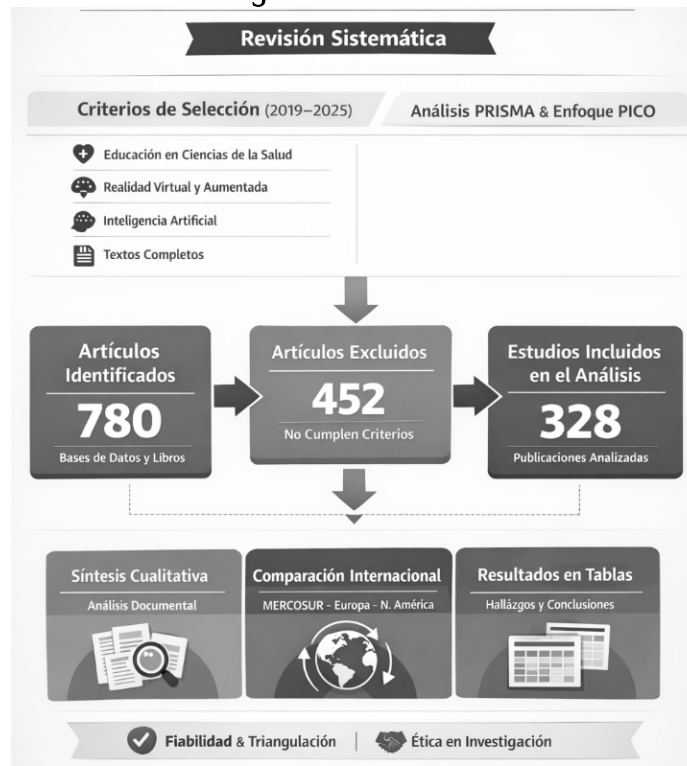 Revisión Sistemática
Criterios de Selección (2019–2025)
Análisis PRISMA & Enfoque PICO
Educación en Ciencias de la Salud
Realidad Virtual y Aumentada
Inteligencia Artificial
Textos Completos
Artículos
Identificados
780
Bases de Datos y Libros
Artículos Excluidos
452
No Cumplen Criterios
Estudios Incluidos
en el Análisis
328
Publicaciones Analizadas
Síntesis Cualitativa
Análisis Documental
Comparación Internacional
MERCOSUR - Europa - N. América
Resultados en Tablas
Hallázgos y Conclusiones
Fiabilidad & Triangulación
Ética en Investigación